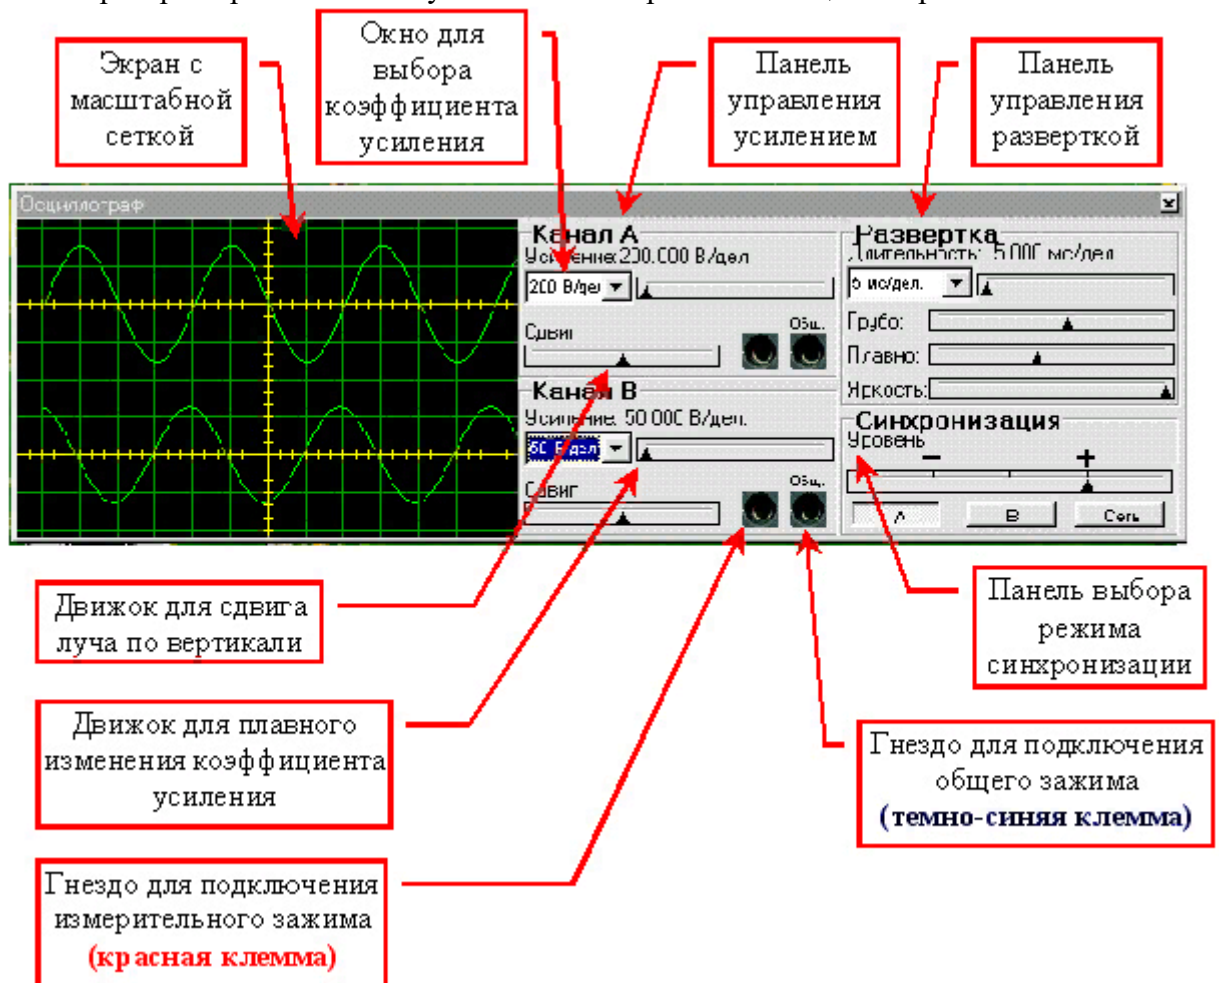 Экран с
масштабной
сеткой
Окно для
выбора
коэффициента
усиления
Панель
управления
усилением
Панель
управления
разверткой
Осциллограф
Канал А
Усиление: 200.000 В/дел
200 В/дел
Сдвиг
Общ.
Канал В
Усиление: 50.000 В/дел.
50 В/дел
Сдвиг
Общ.
Развертка
Длительность: 5.000 мс/дел
5 мс/дел.
Грубо:
Плавно:
Яркость:
Синхронизация
Уровень
− +
А В Сеть
Движок для сдвига
луча по вертикали
Движок для плавного
изменения коэффициента
усиления
Гнездо для подключения
измерительного зажима
(красная клемма)
Панель выбора
режима
синхронизации
Гнездо для подключения
общего зажима
(темно-синяя клемма)